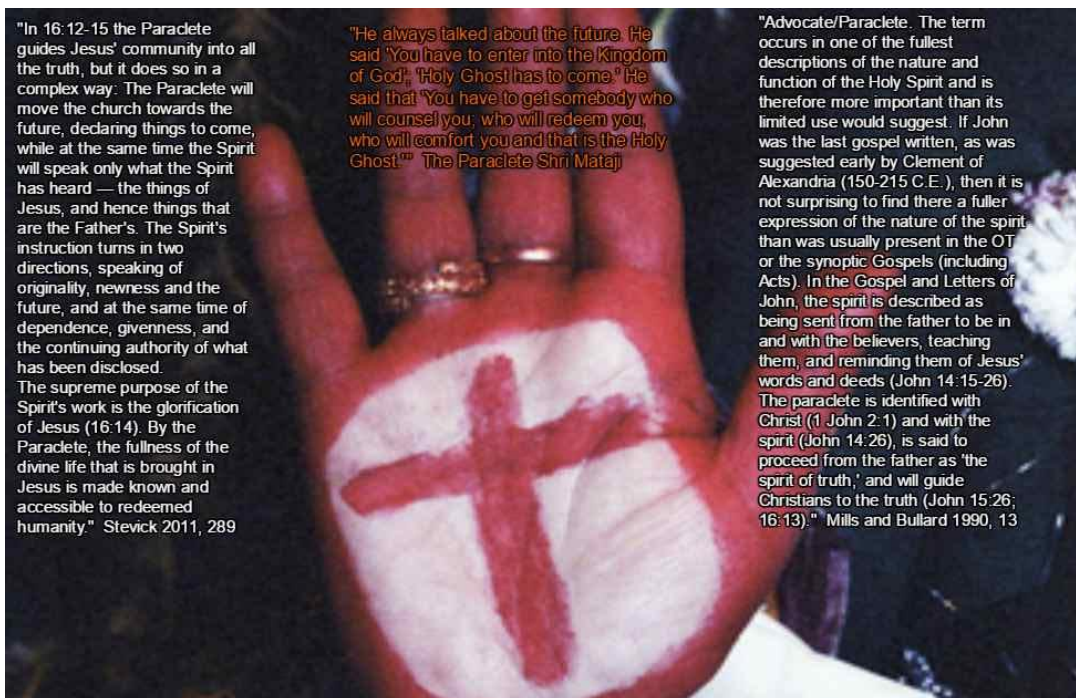 "In 16:12-15 the Paraclete
guides Jesus' community into all
the truth, but it does so in a
complex way: The Paraclete will
move the church towards the
future, declaring things to come,
while at the same time the Spirit
will speak only what the Spirit
has heard — the things of
Jesus, and hence things that
are the Father's. The Spirit's
instruction turns in two
directions, speaking of
originality, newness and the
future, and at the same time of
dependence, givenness, and
the continuing authority of what
has been disclosed.
The supreme purpose of the
Spirit's work is the glorification
of Jesus (16:14). By the
Paraclete, the fullness of the
divine life that is brought in
Jesus is made known and
accessible to redeemed
humanity." Stevick 2011, 289
"He always talked about the future. He
said 'You have to enter into the Kingdom
of God'; 'Holy Ghost has to come.' He
said that 'You have to get somebody who
will counsel you; who will redeem you;
who will comfort you and that is the Holy
Ghost.'" The Paraclete Shri Mataji
"Advocate/Paraclete. The term
occurs in one of the fullest
descriptions of the nature and
function of the Holy Spirit and is
therefore more important than its
limited use would suggest. If John
was the last gospel written, as was
suggested early by Clement of
Alexandria (150-215 C.E.), then it is
not surprising to find there a fuller
expression of the nature of the spirit
than was usually present in the OT
or the synoptic Gospels (including
Acts). In the Gospel and Letters of
John, the spirit is described as
being sent from the father to be in
and with the believers, teaching
them, and reminding them of Jesus'
words and deeds (John 14:15-26).
The paraclete is identified with
Christ (1 John 2:1) and with the
spirit (John 14:26), is said to
proceed from the father as 'the
spirit of truth,' and will guide
Christians to the truth (John 15:26;
16:13)." Mills and Bullard 1990, 13